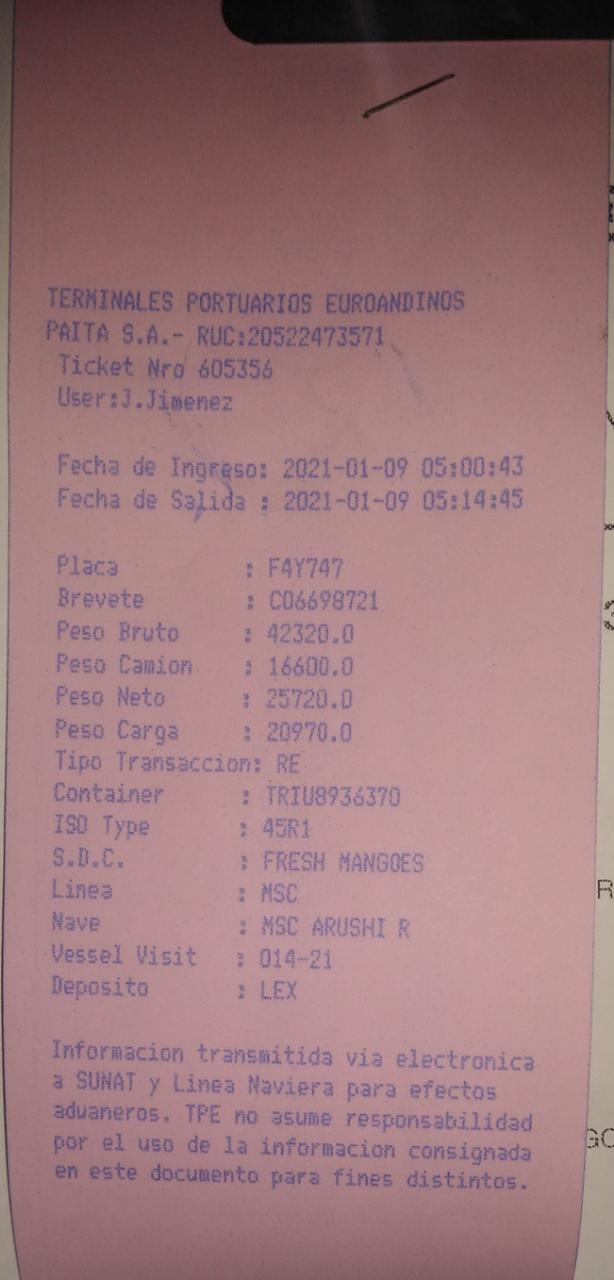 TERMINALES PORTUARIOS EUROANDINOS
PAITA S.A.- RUC:20522473571
Ticket Nro 605356
User:J.Jimenez
Fecha de Ingreso: 2021-01-09 05:00:43
Fecha de Salida : 2021-01-09 05:14:45
Placa : F4Y747
Brevete : C06698721
Peso Bruto : 42320.0
Peso Camion : 16600.0
Peso Neto : 25720.0
Peso Carga : 20970.0
Tipo Transaccion: RE
Container : TRIU8936370
ISO Type : 45R1
S.D.C. : FRESH MANGOES
Linea : MSC
Nave : MSC ARUSHI R
Vessel Visit : 014-21
Deposito : LEX
Informacion transmitida via electronica
a SUNAT y Linea Naviera para efectos
aduaneros. TPE no asume responsabilidad
por el uso de la informacion consignada
en este documento para fines distintos.